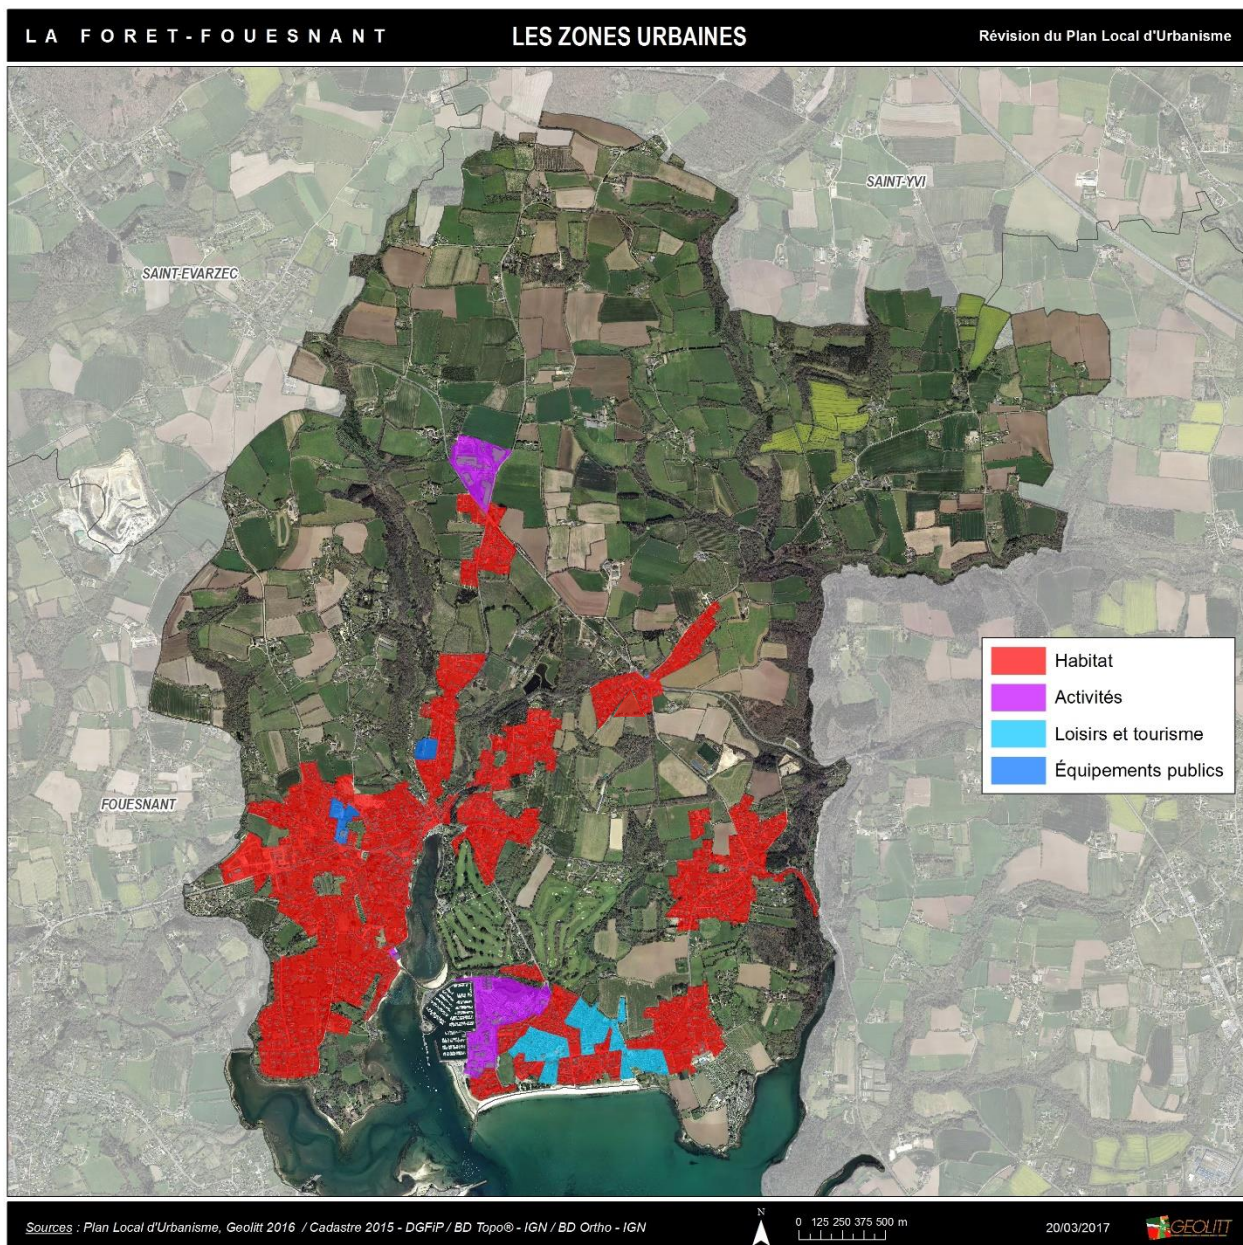 LA FORET-FOUESNANT
LES ZONES URBAINES
Révision du Plan Local d'Urbanisme
SAINT-YVI
SAINT-EVARZEC
FOUESNANT
Habitat
Activités
Loisirs et tourisme
Équipements publics
Sources : Plan Local d'Urbanisme, Geolitt 2016 / Cadastre 2015 - DGFiP / BD Topo® - IGN / BD Ortho - IGN
N
0 125 250 375 500 m
20/03/2017
GEOLITT